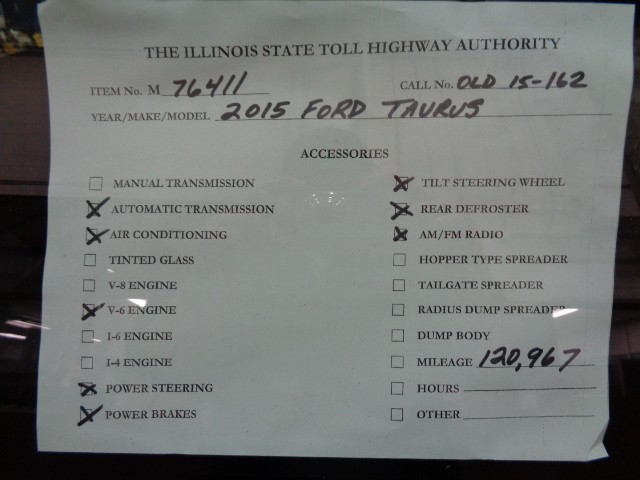 THE ILLINOIS STATE TOLL HIGHWAY AUTHORITY
ITEM No. M 76411 CALL No. OLD 15-162
YEAR/MAKE/MODEL 2015 FORD TAURUS
ACCESSORIES
MANUAL TRANSMISSION TILT STEERING WHEEL
AUTOMATIC TRANSMISSION REAR DEFROSTER
AIR CONDITIONING AM/FM RADIO
TINTED GLASS HOPPER TYPE SPREADER
V-8 ENGINE TAILGATE SPREADER
V-6 ENGINE RADIUS DUMP SPREADER
I-6 ENGINE DUMP BODY
I-4 ENGINE MILEAGE 120,967
POWER STEERING HOURS
POWER BRAKES OTHER